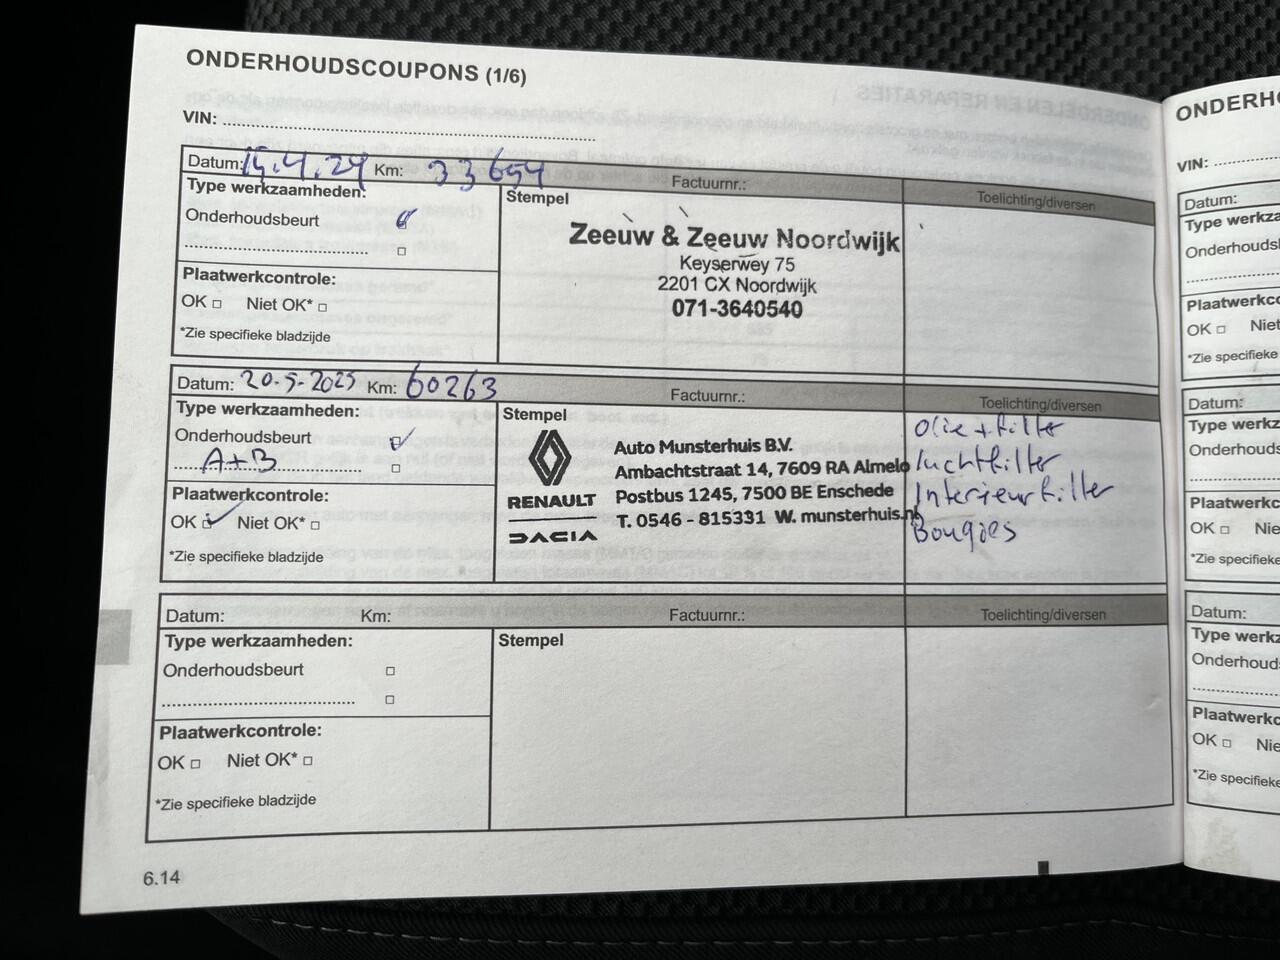 ONDERHOUDSCOUPONS (1/6)
VIN:
Datum: 15.4.24 Km: 33654 Factuurnr.: Toelichting/diversen
Type werkzaamheden:
Onderhoudsbeurt
Plaatwerkcontrole:
OK Niet OK*
*Zie specifieke bladzijde
Stempel
Zeeuw & Zeeuw Noordwijk
Keyserwey 75
2201 CX Noordwijk
071-3640540
Datum: 20-5-2025 Km: 60263 Factuurnr.: Toelichting/diversen
Type werkzaamheden:
Onderhoudsbeurt
A+B
Plaatwerkcontrole:
OK Niet OK*
*Zie specifieke bladzijde
Stempel
RENAULT
DACIA
Auto Munsterhuis B.V.
Ambachtstraat 14, 7609 RA Almelo
Postbus 1245, 7500 BE Enschede
T. 0546 - 815331 W. munsterhuis.nl
Olie + filter
luchtfilter
Interieurfilter
Bougies
Datum: Km: Factuurnr.: Toelichting/diversen
Type werkzaamheden:
Onderhoudsbeurt
Plaatwerkcontrole:
OK Niet OK*
*Zie specifieke bladzijde
Stempel
6.14
ONDERH
VIN:
Datum:
Type werkza
Onderhoudsl
Plaatwerkc
OK Niet
*Zie specifieke
Datum:
Type werkz
Onderhouds
Plaatwerkc
OK Nie
*Zie specifieke
Datum:
Type werkz
Onderhouds
Plaatwerkc
OK Nie
*Zie specifieke